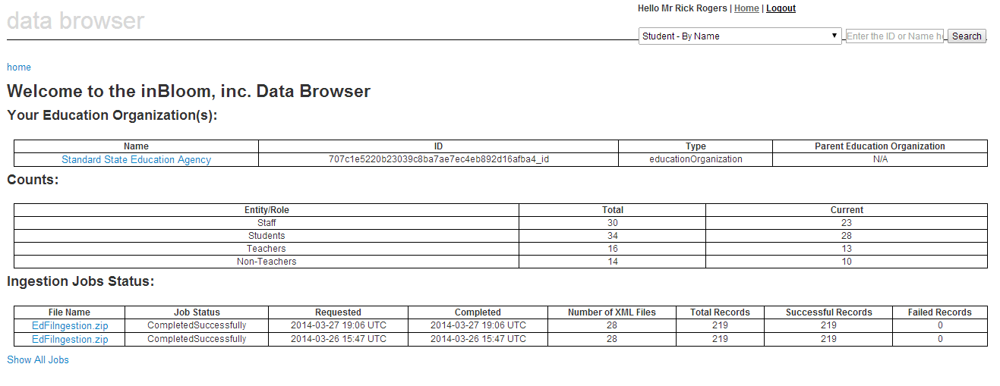 data browser
Hello Mr Rick Rogers | Home | Logout
Student - By Name Enter the ID or Name he Search
home
Welcome to the inBloom, inc. Data Browser
Your Education Organization(s):
Name ID Type Parent Education Organization
Standard State Education Agency 707c1e5220b23039c8ba7ae7ec4eb892d16afba4_id educationOrganization N/A
Counts:
Entity/Role Total Current
Staff 30 23
Students 34 28
Teachers 16 13
Non-Teachers 14 10
Ingestion Jobs Status:
File Name Job Status Requested Completed Number of XML Files Total Records Successful Records Failed Records
EdFiIngestion.zip CompletedSuccessfully 2014-03-27 19:06 UTC 2014-03-27 19:06 UTC 28 219 219 0
EdFiIngestion.zip CompletedSuccessfully 2014-03-26 15:47 UTC 2014-03-26 15:47 UTC 28 219 219 0
Show All Jobs